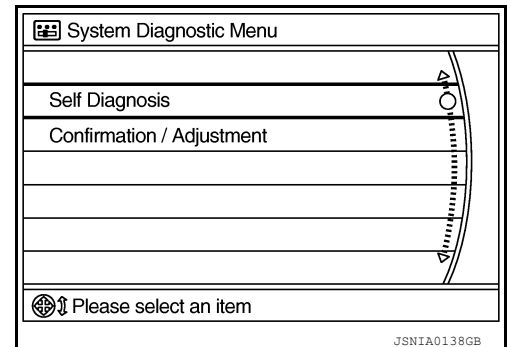 System Diagnostic Menu
Self Diagnosis
Confirmation / Adjustment
Please select an item
JSNIA0138GB